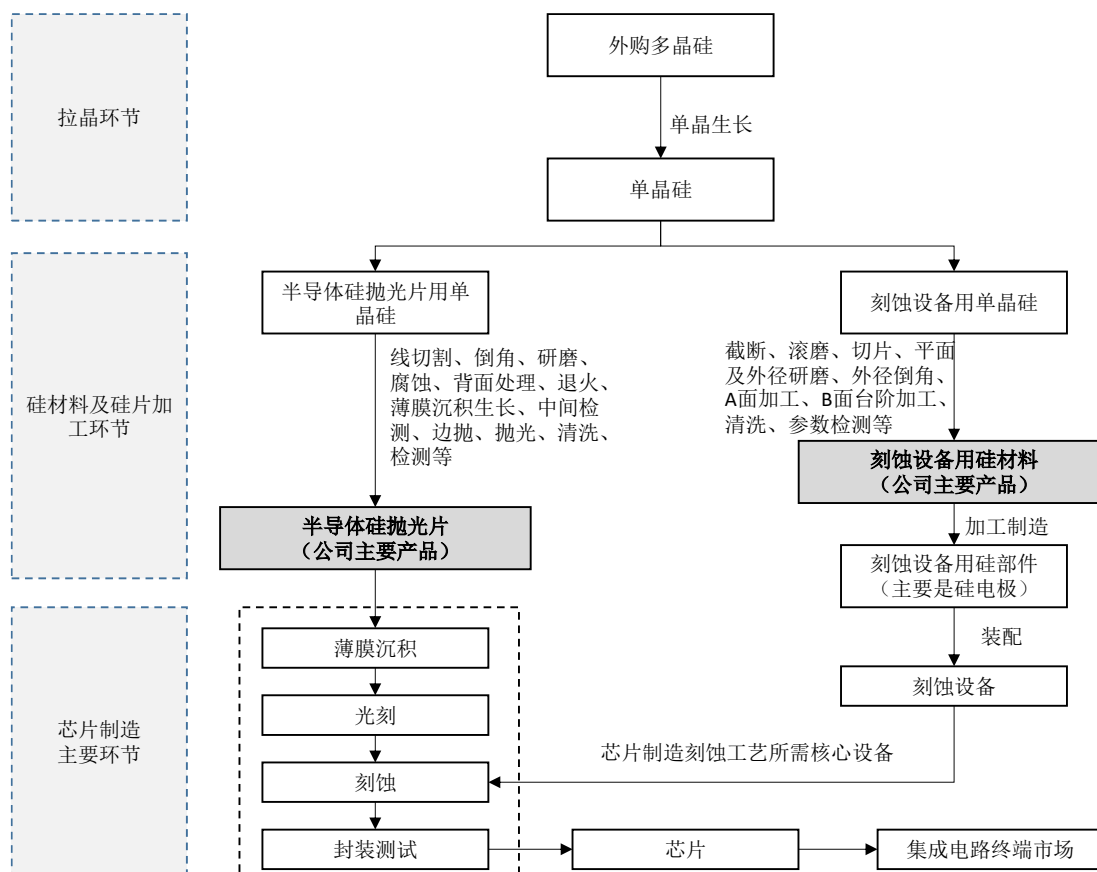 外购多晶硅
拉晶环节
单晶生长
单晶硅
半导体硅抛光片用单
晶硅
刻蚀设备用单晶硅
线切割、倒角、研磨、
腐蚀、背面处理、退火、
薄膜沉积生长、中间检
测、边抛、抛光、清洗、
检测等
截断、滚磨、切片、平面
及外径研磨、外径倒角、
A面加工、B面台阶加工、
清洗、参数检测等
硅材料及硅片加
工环节
刻蚀设备用硅材料
（公司主要产品）
半导体硅抛光片
（公司主要产品）
加工制造
刻蚀设备用硅部件
（主要是硅电极）
装配
薄膜沉积
刻蚀设备
光刻
芯片制造
主要环节
芯片制造刻蚀工艺所需核心设备
刻蚀
封装测试
芯片
集成电路终端市场